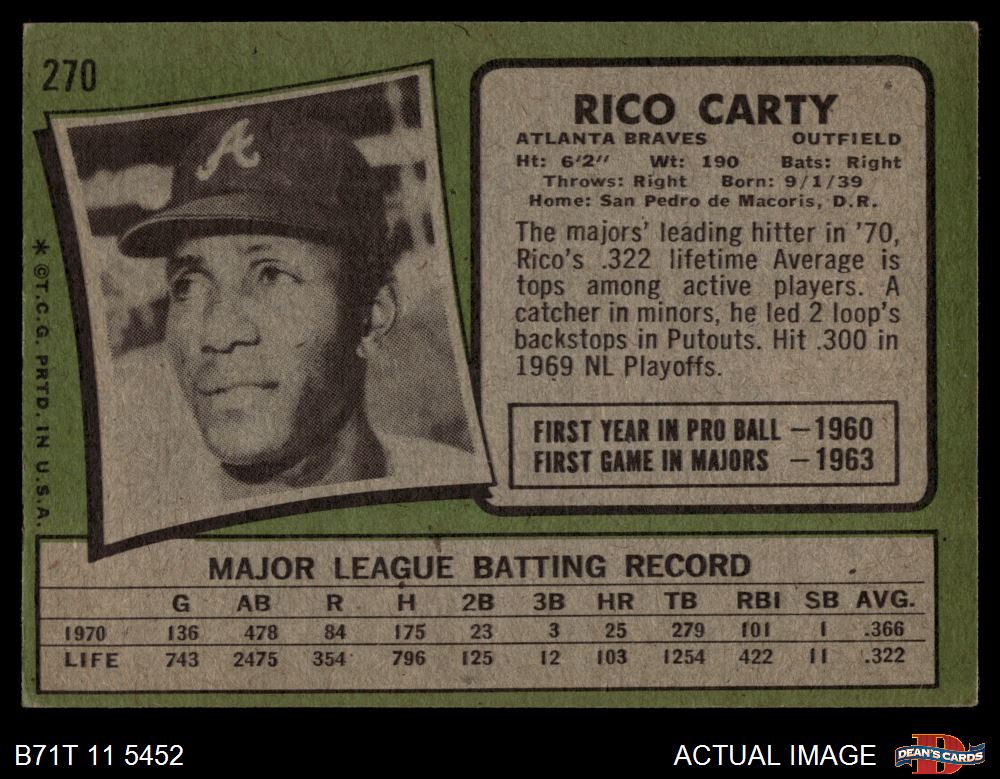 270
RICO CARTY
ATLANTA BRAVES OUTFIELD
Ht: 6'2" Wt: 190 Bats: Right
Throws: Right Born: 9/1/39
Home: San Pedro de Macoris, D.R.
The majors' leading hitter in '70,
Rico's .322 lifetime Average is
tops among active players. A
catcher in minors, he led 2 loop's
backstops in Putouts. Hit .300 in
1969 NL Playoffs.
FIRST YEAR IN PRO BALL — 1960
FIRST GAME IN MAJORS — 1963
A
* © T.C.G. PRTD. IN U.S.A.
MAJOR LEAGUE BATTING RECORD
G AB R H 2B 3B HR TB RBI SB AVG.
1970 136 478 84 175 23 3 25 279 101 1 .366
LIFE 743 2475 354 796 125 12 103 1254 422 11 .322
B71T 11 5452 ACTUAL IMAGE
D
DEAN'S CARDS